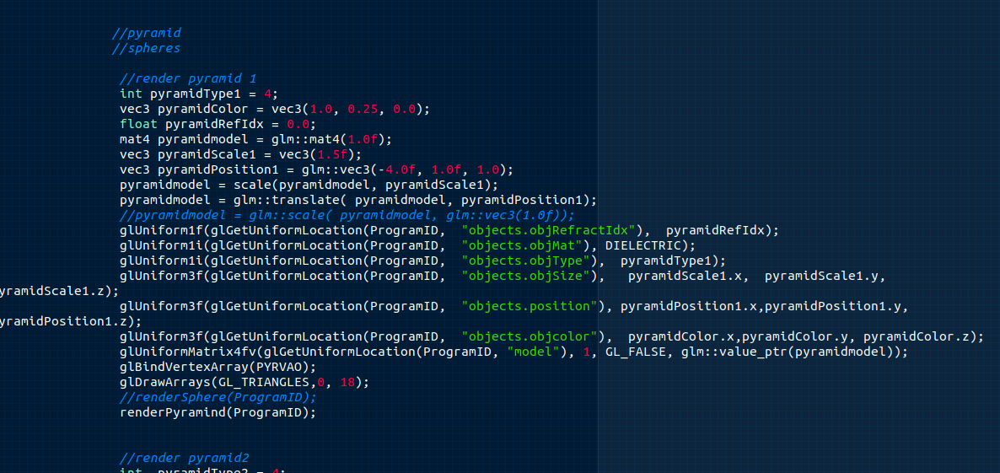 //pyramid
//spheres
//render pyramid 1
int pyramidType1 = 4;
vec3 pyramidColor = vec3(1.0, 0.25, 0.0);
float pyramidRefIdx = 0.0;
mat4 pyramidmodel = glm::mat4(1.0f);
vec3 pyramidScale1 = vec3(1.5f);
vec3 pyramidPosition1 = glm::vec3(-4.0f, 1.0f, 1.0);
pyramidmodel = scale(pyramidmodel, pyramidScale1);
pyramidmodel = glm::translate( pyramidmodel, pyramidPosition1);
//pyramidmodel = glm::scale( pyramidmodel, glm::vec3(1.0f));
glUniform1f(glGetUniformLocation(ProgramID,  "objects.objRefractIdx"),  pyramidRefIdx);
glUniform1i(glGetUniformLocation(ProgramID,  "objects.objMat"), DIELECTRIC);
glUniform1i(glGetUniformLocation(ProgramID,  "objects.objType"),  pyramidType1);
glUniform3f(glGetUniformLocation(ProgramID,  "objects.objSize"),   pyramidScale1.x,  pyramidScale1.y,
yramidScale1.z);
glUniform3f(glGetUniformLocation(ProgramID,  "objects.position"), pyramidPosition1.x,pyramidPosition1.y,
yramidPosition1.z);
glUniform3f(glGetUniformLocation(ProgramID,  "objects.objcolor"),  pyramidColor.x,pyramidColor.y, pyramidColor.z);
glUniformMatrix4fv(glGetUniformLocation(ProgramID, "model"), 1, GL_FALSE, glm::value_ptr(pyramidmodel));
glBindVertexArray(PYRVAO);
glDrawArrays(GL_TRIANGLES,0, 18);
//renderSphere(ProgramID);
renderPyramind(ProgramID);
//render pyramid2
int  pyramidType2 = 4;